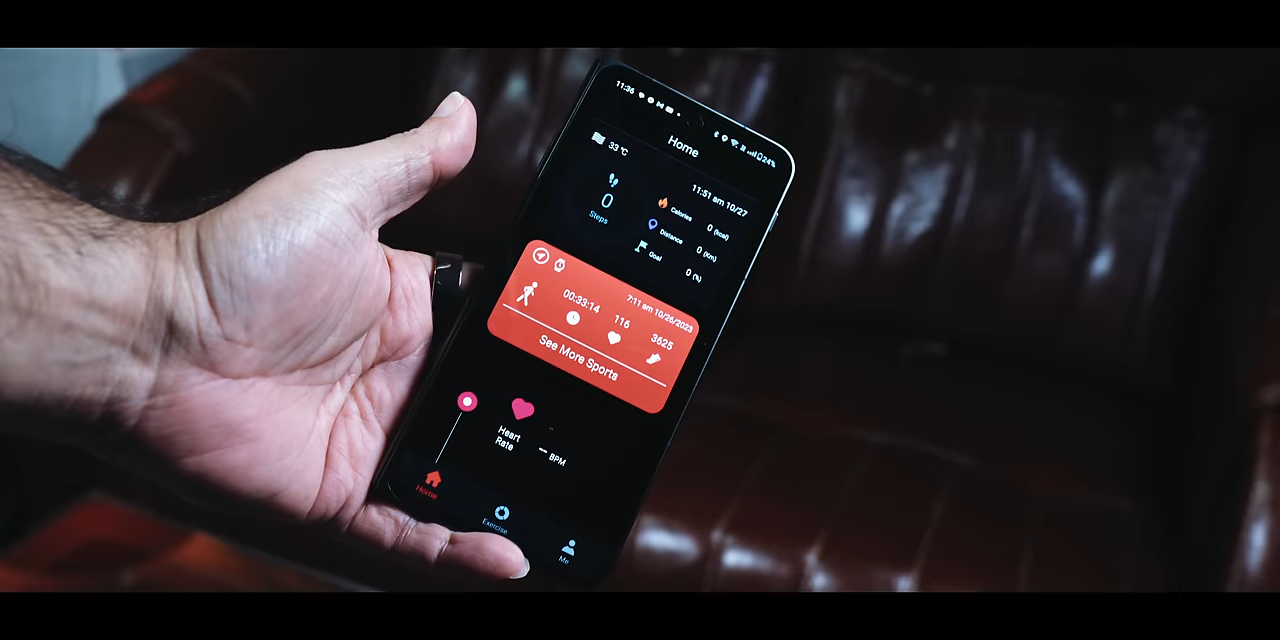 11:36
24%
Home
33 ℃
11:51 am 10/27
0
Steps
Calories 0 (kcal)
Distance 0 (Km)
Goal 0 (%)
7:11 am 10/26/2023
00:33:14 116 3625
See More Sports
Heart
Rate
-- BPM
Home
Exercise
Me